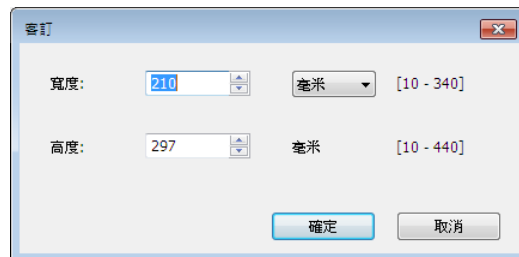 客訂
寬度: 210 毫米 [10 - 340]
高度: 297 毫米 [10 - 440]
確定 取消